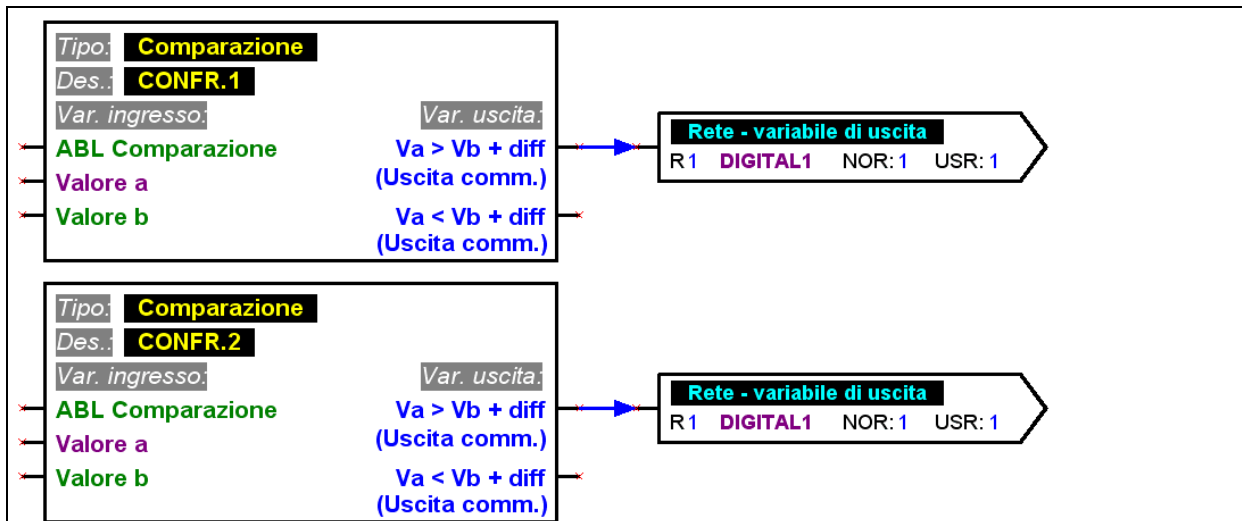 Tipo: Comparazione
Des.: CONFR.1
Var. ingresso: Var. uscita:
ABL Comparazione Va > Vb + diff
Valore a (Uscita comm.)
Valore b Va < Vb + diff
(Uscita comm.)
Rete - variabile di uscita
R1 DIGITAL1 NOR: 1 USR: 1
Tipo: Comparazione
Des.: CONFR.2
Var. ingresso: Var. uscita:
ABL Comparazione Va > Vb + diff
Valore a (Uscita comm.)
Valore b Va < Vb + diff
(Uscita comm.)
Rete - variabile di uscita
R1 DIGITAL1 NOR: 1 USR: 1